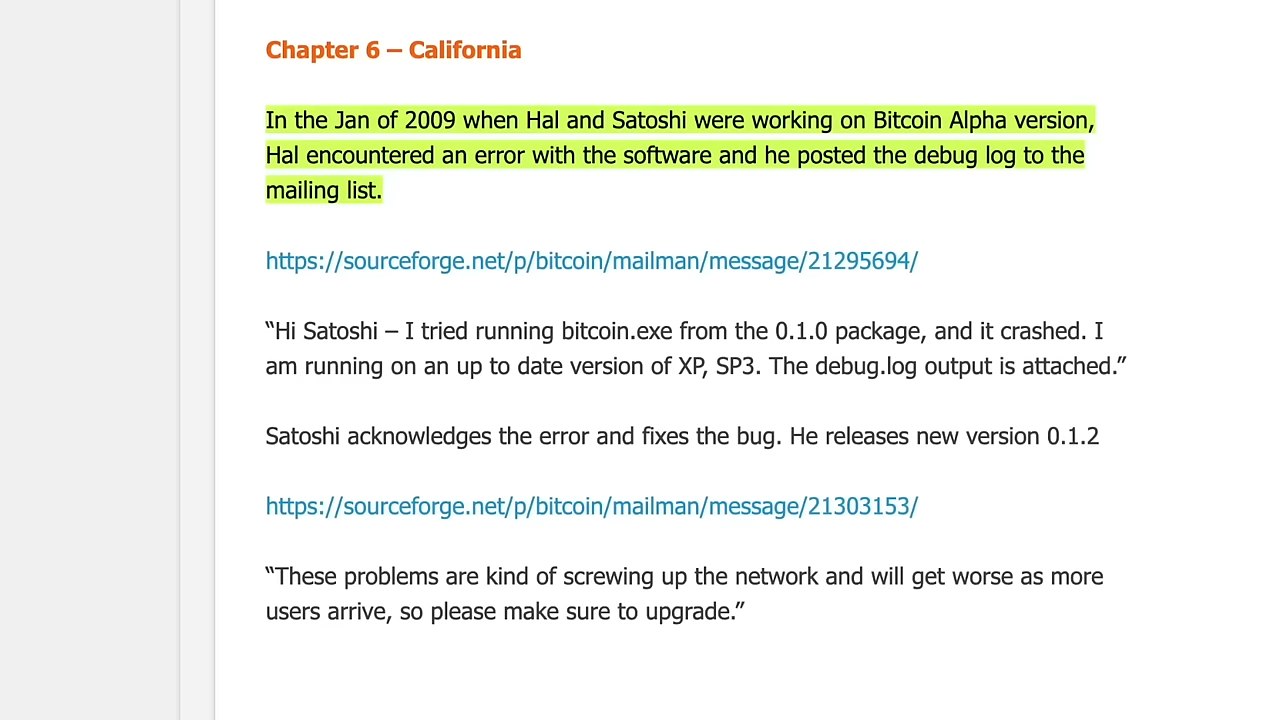 Chapter 6 – California
In the Jan of 2009 when Hal and Satoshi were working on Bitcoin Alpha version,
Hal encountered an error with the software and he posted the debug log to the
mailing list.
https://sourceforge.net/p/bitcoin/mailman/message/21295694/
“Hi Satoshi – I tried running bitcoin.exe from the 0.1.0 package, and it crashed. I
am running on an up to date version of XP, SP3. The debug.log output is attached.”
Satoshi acknowledges the error and fixes the bug. He releases new version 0.1.2
https://sourceforge.net/p/bitcoin/mailman/message/21303153/
“These problems are kind of screwing up the network and will get worse as more
users arrive, so please make sure to upgrade.”